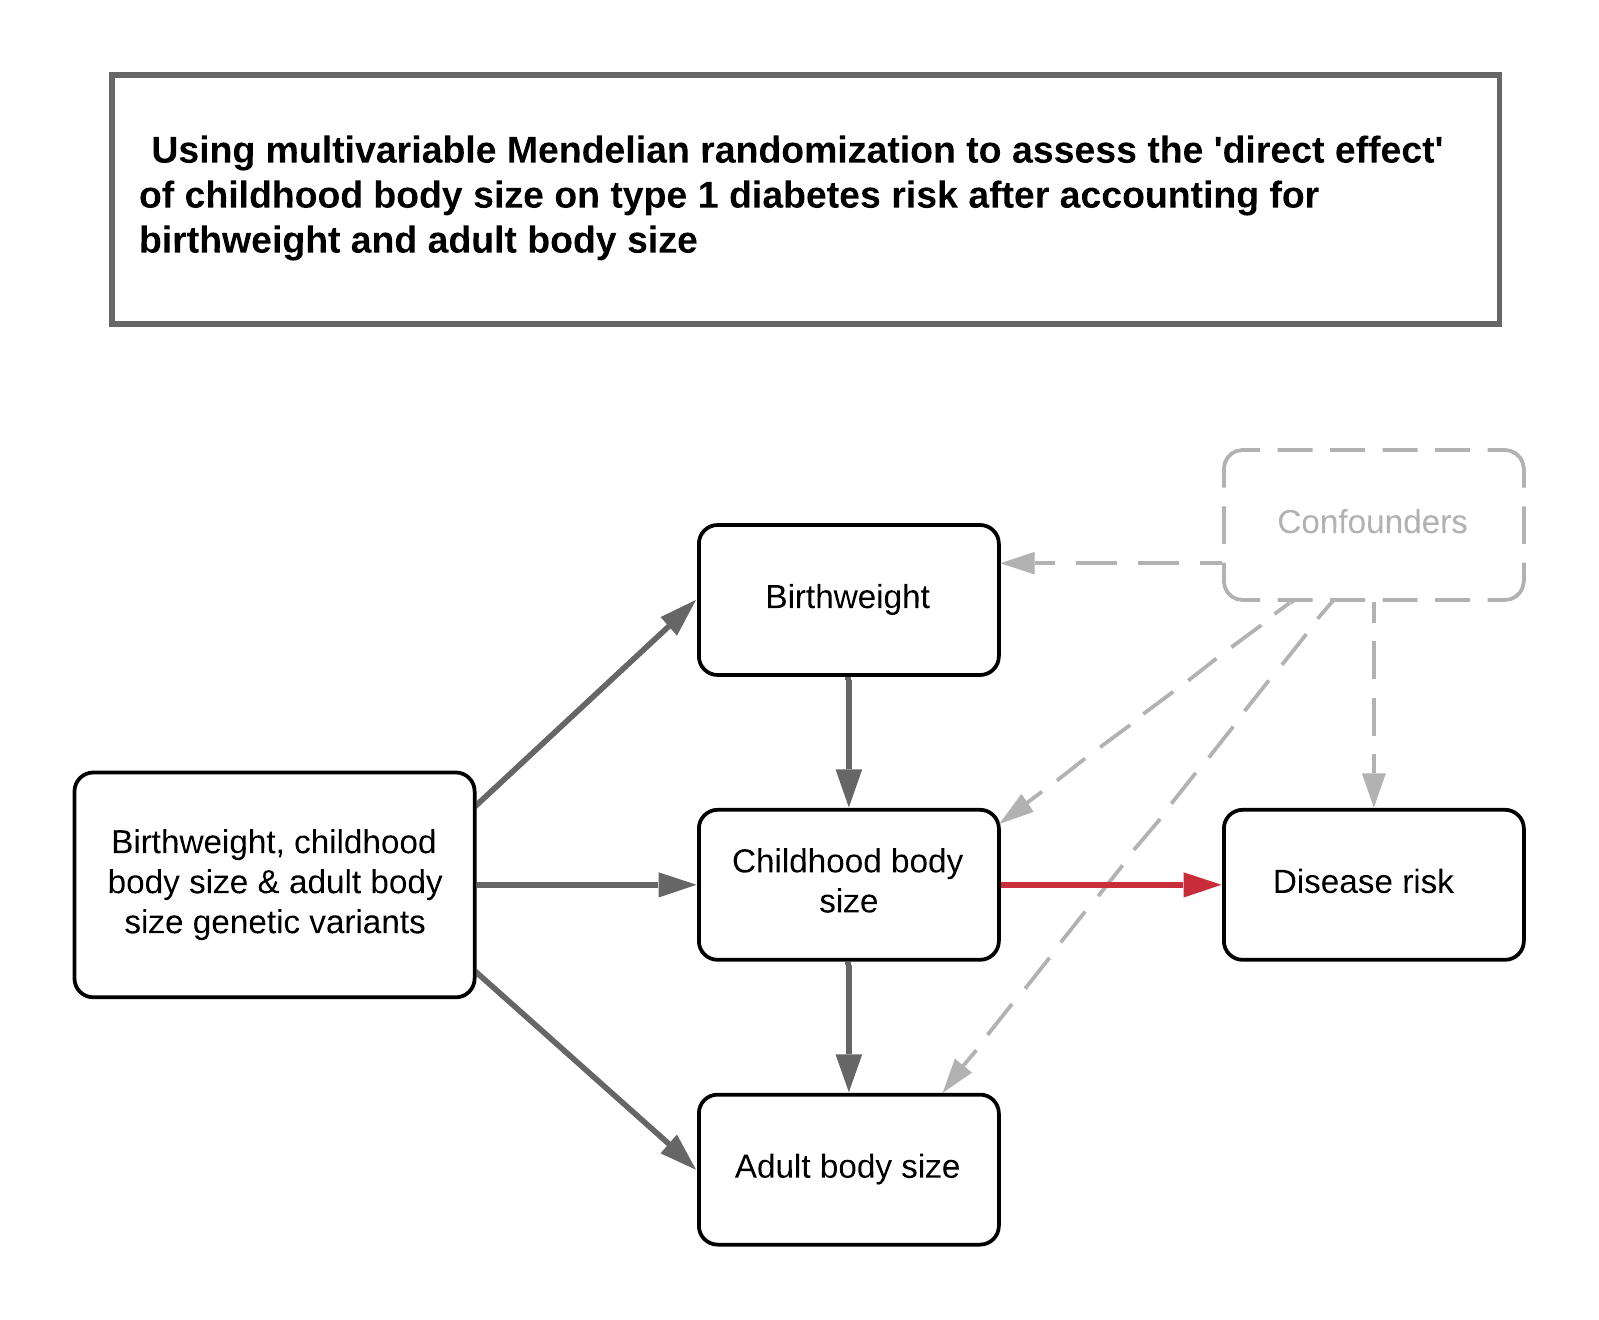 Using multivariable Mendelian randomization to assess the 'direct effect'
of childhood body size on type 1 diabetes risk after accounting for
birthweight and adult body size
Confounders
Birthweight
Birthweight, childhood
body size & adult body
size genetic variants
Childhood body
size
Disease risk
Adult body size